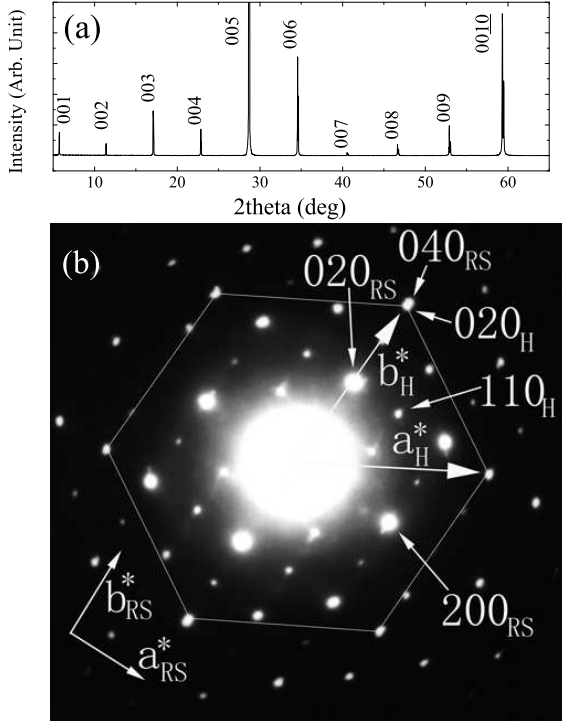 (a)
Intensity (Arb. Unit)
001
002
003
004
005
006
007
008
009
0010
10 20 30 40 50 60
2theta (deg)
(b)
020RS
040RS
020H
b*H
110H
a*H
200RS
b*RS
a*RS